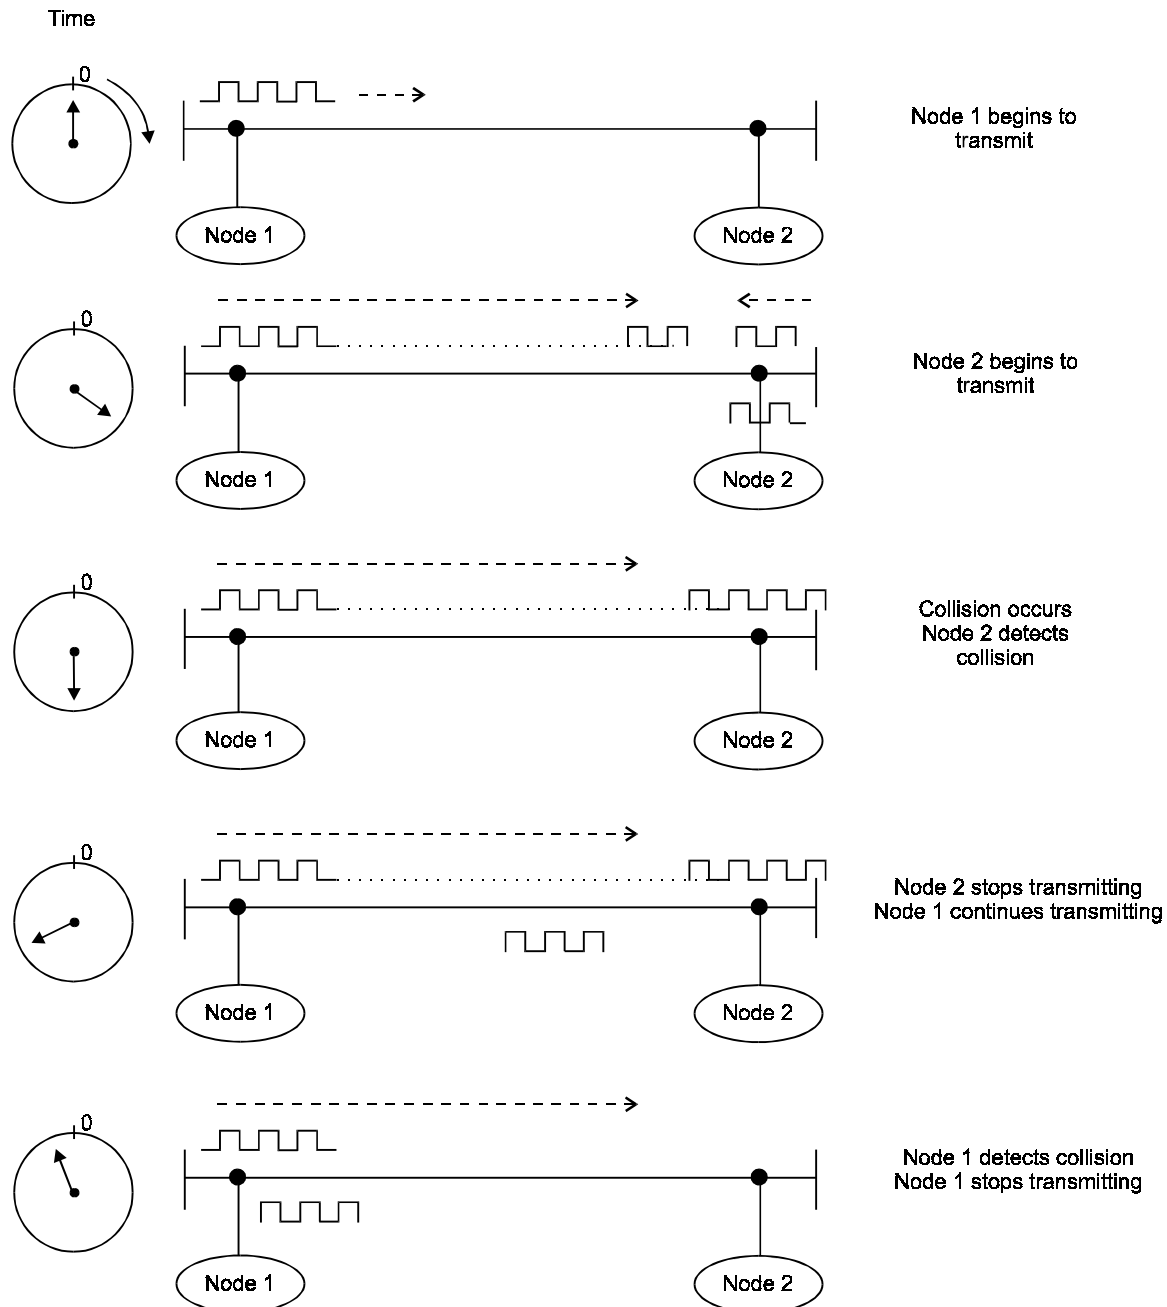 Time
0
Node 1 begins to
transmit
Node 1
Node 2
0
Node 2 begins to
transmit
Node 1
Node 2
0
Collision occurs
Node 2 detects
collision
Node 1
Node 2
0
Node 2 stops transmitting
Node 1 continues transmitting
Node 1
Node 2
0
Node 1 detects collision
Node 1 stops transmitting
Node 1
Node 2